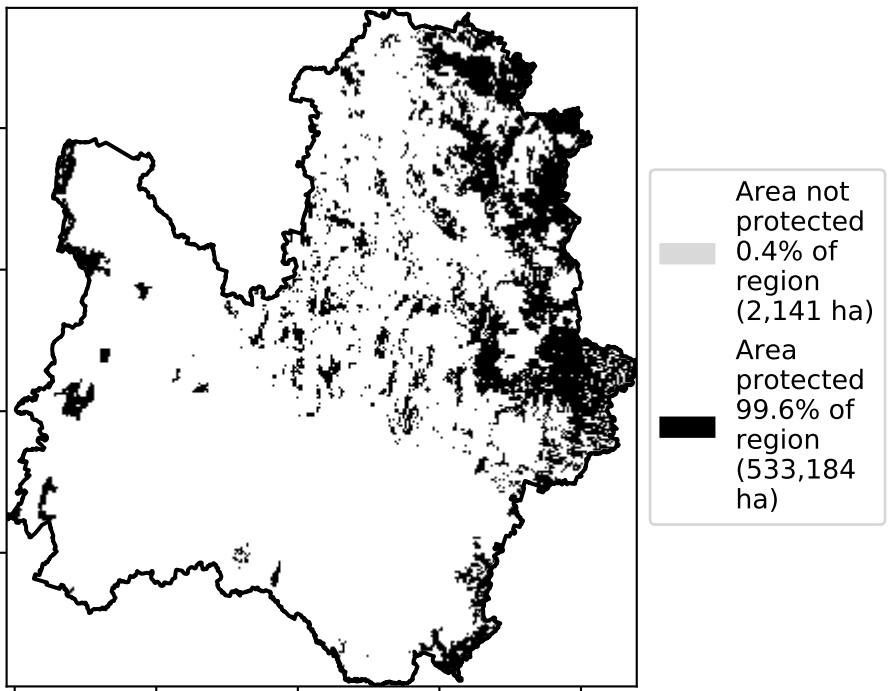 Area not
protected
0.4% of
region
(2,141 ha)
Area
protected
99.6% of
region
(533,184
ha)